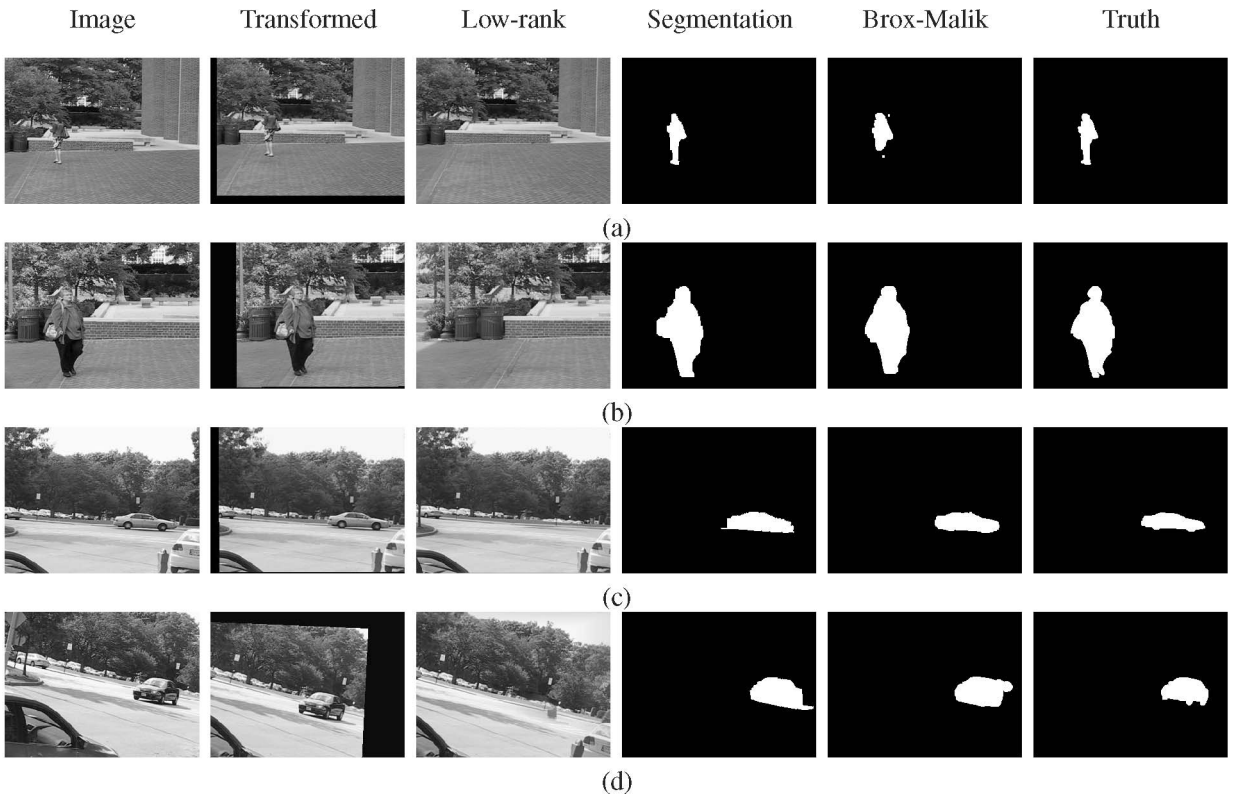 Image Transformed Low-rank Segmentation Brox-Malik Truth
(a)
(b)
(c)
(d)